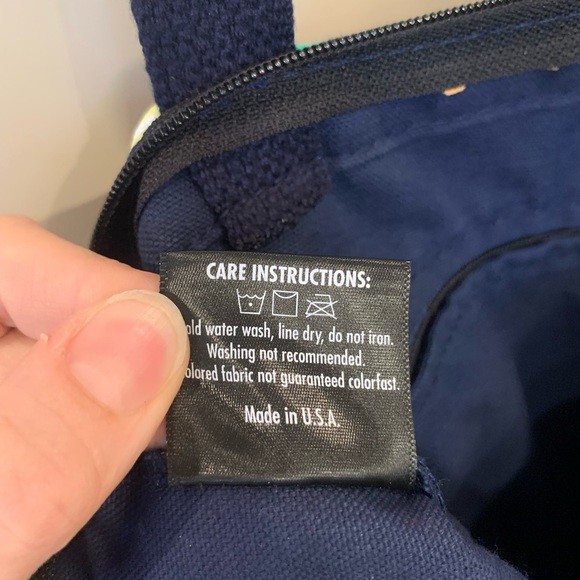 CARE INSTRUCTIONS:
old water wash, line dry, do not iron.
Washing not recommended.
olored fabric not guaranteed colorfast.
Made in U.S.A.